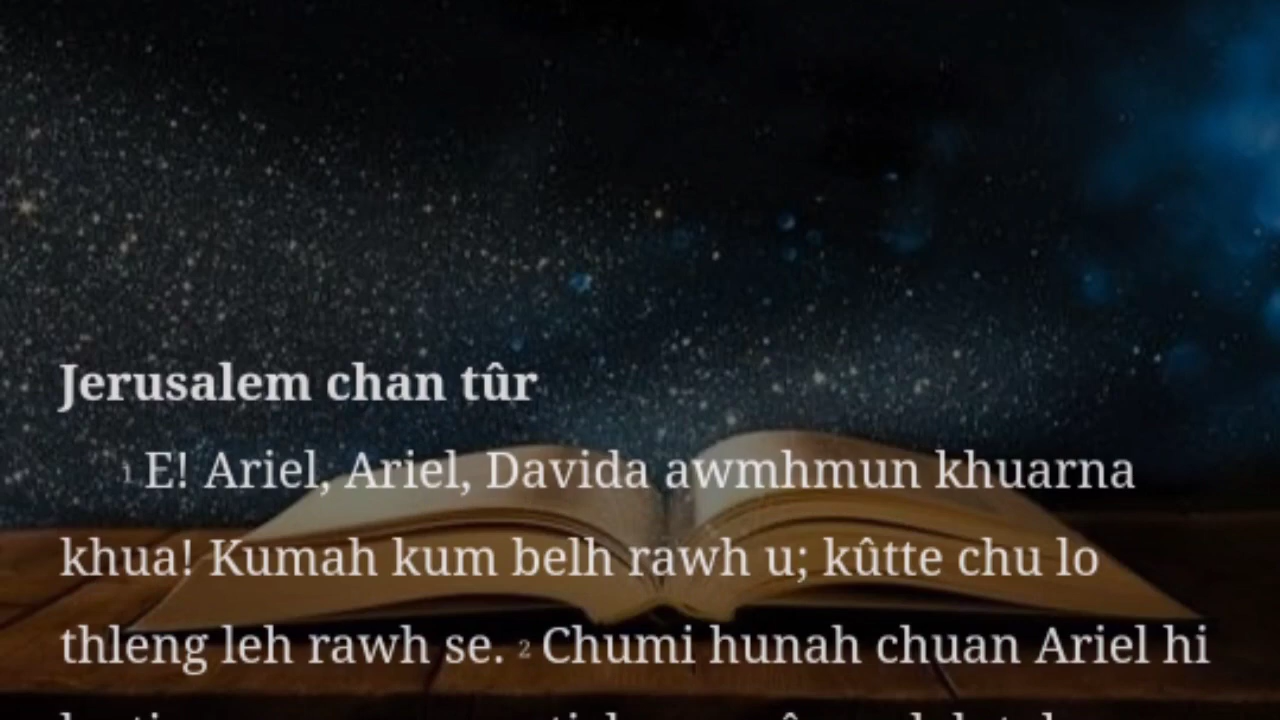 Jerusalem chan tûr
1 E! Ariel, Ariel, Davida awmhmun khuarna
khua! Kumah kum belh rawh u; kûtte chu lo
thleng leh rawh se. 2 Chumi hunah chuan Ariel hi